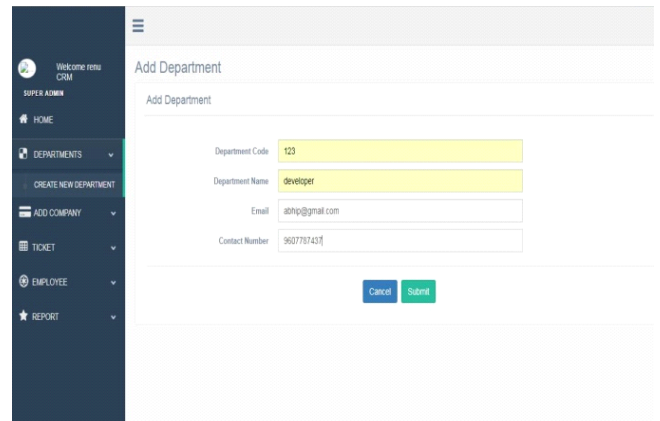 Welcome renu
CRM
SUPER ADMIN
HOME
DEPARTMENTS
CREATE NEW DEPARTMENT
ADD COMPANY
TICKET
EMPLOYEE
REPORT
Add Department
Add Department
Department Code 123
Department Name developer
Email abhip@gmail.com
Contact Number 9607787437
Cancel Submit